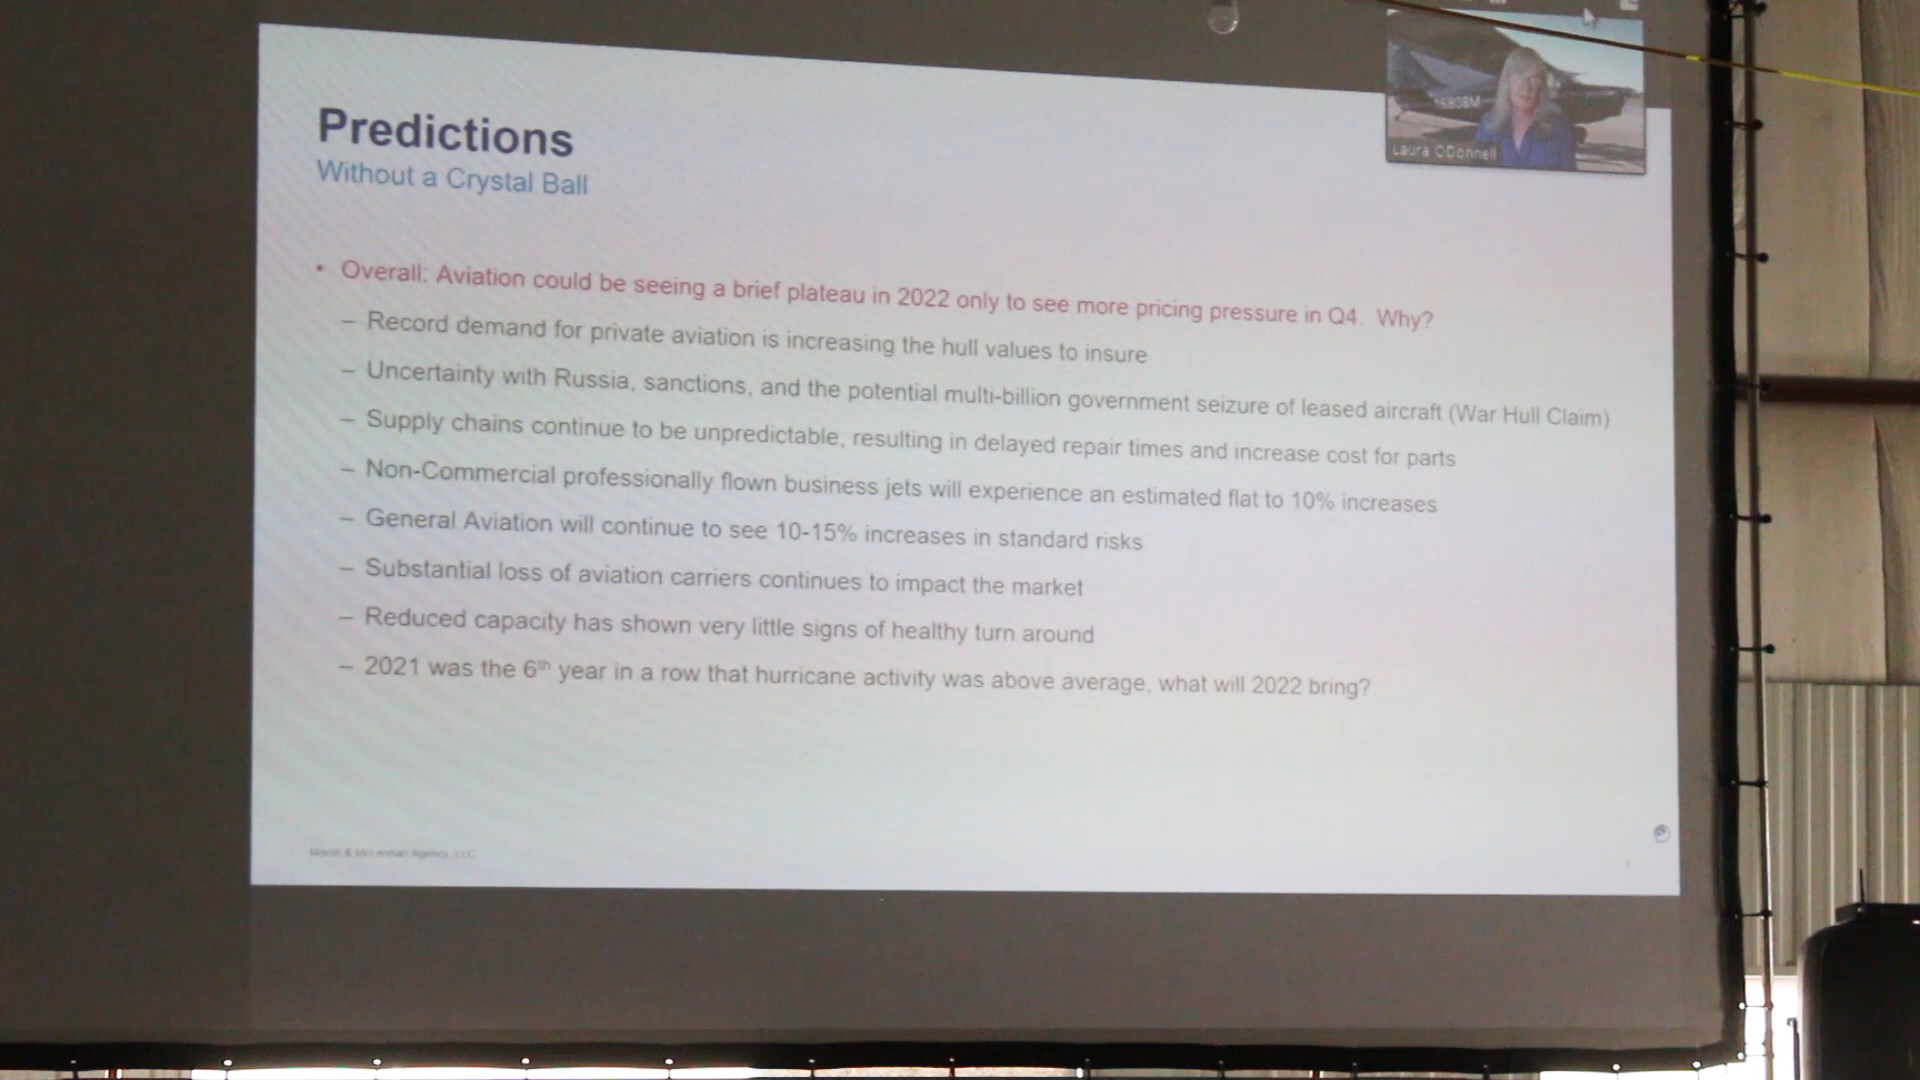 Predictions
Without a Crystal Ball
Laura ODonnell
• Overall: Aviation could be seeing a brief plateau in 2022 only to see more pricing pressure in Q4. Why?
– Record demand for private aviation is increasing the hull values to insure
– Uncertainty with Russia, sanctions, and the potential multi-billion government seizure of leased aircraft (War Hull Claim)
– Supply chains continue to be unpredictable, resulting in delayed repair times and increase cost for parts
– Non-Commercial professionally flown business jets will experience an estimated flat to 10% increases
– General Aviation will continue to see 10-15% increases in standard risks
– Substantial loss of aviation carriers continues to impact the market
– Reduced capacity has shown very little signs of healthy turn around
– 2021 was the 6th year in a row that hurricane activity was above average, what will 2022 bring?
Marsh & McLennan Agency, LLC